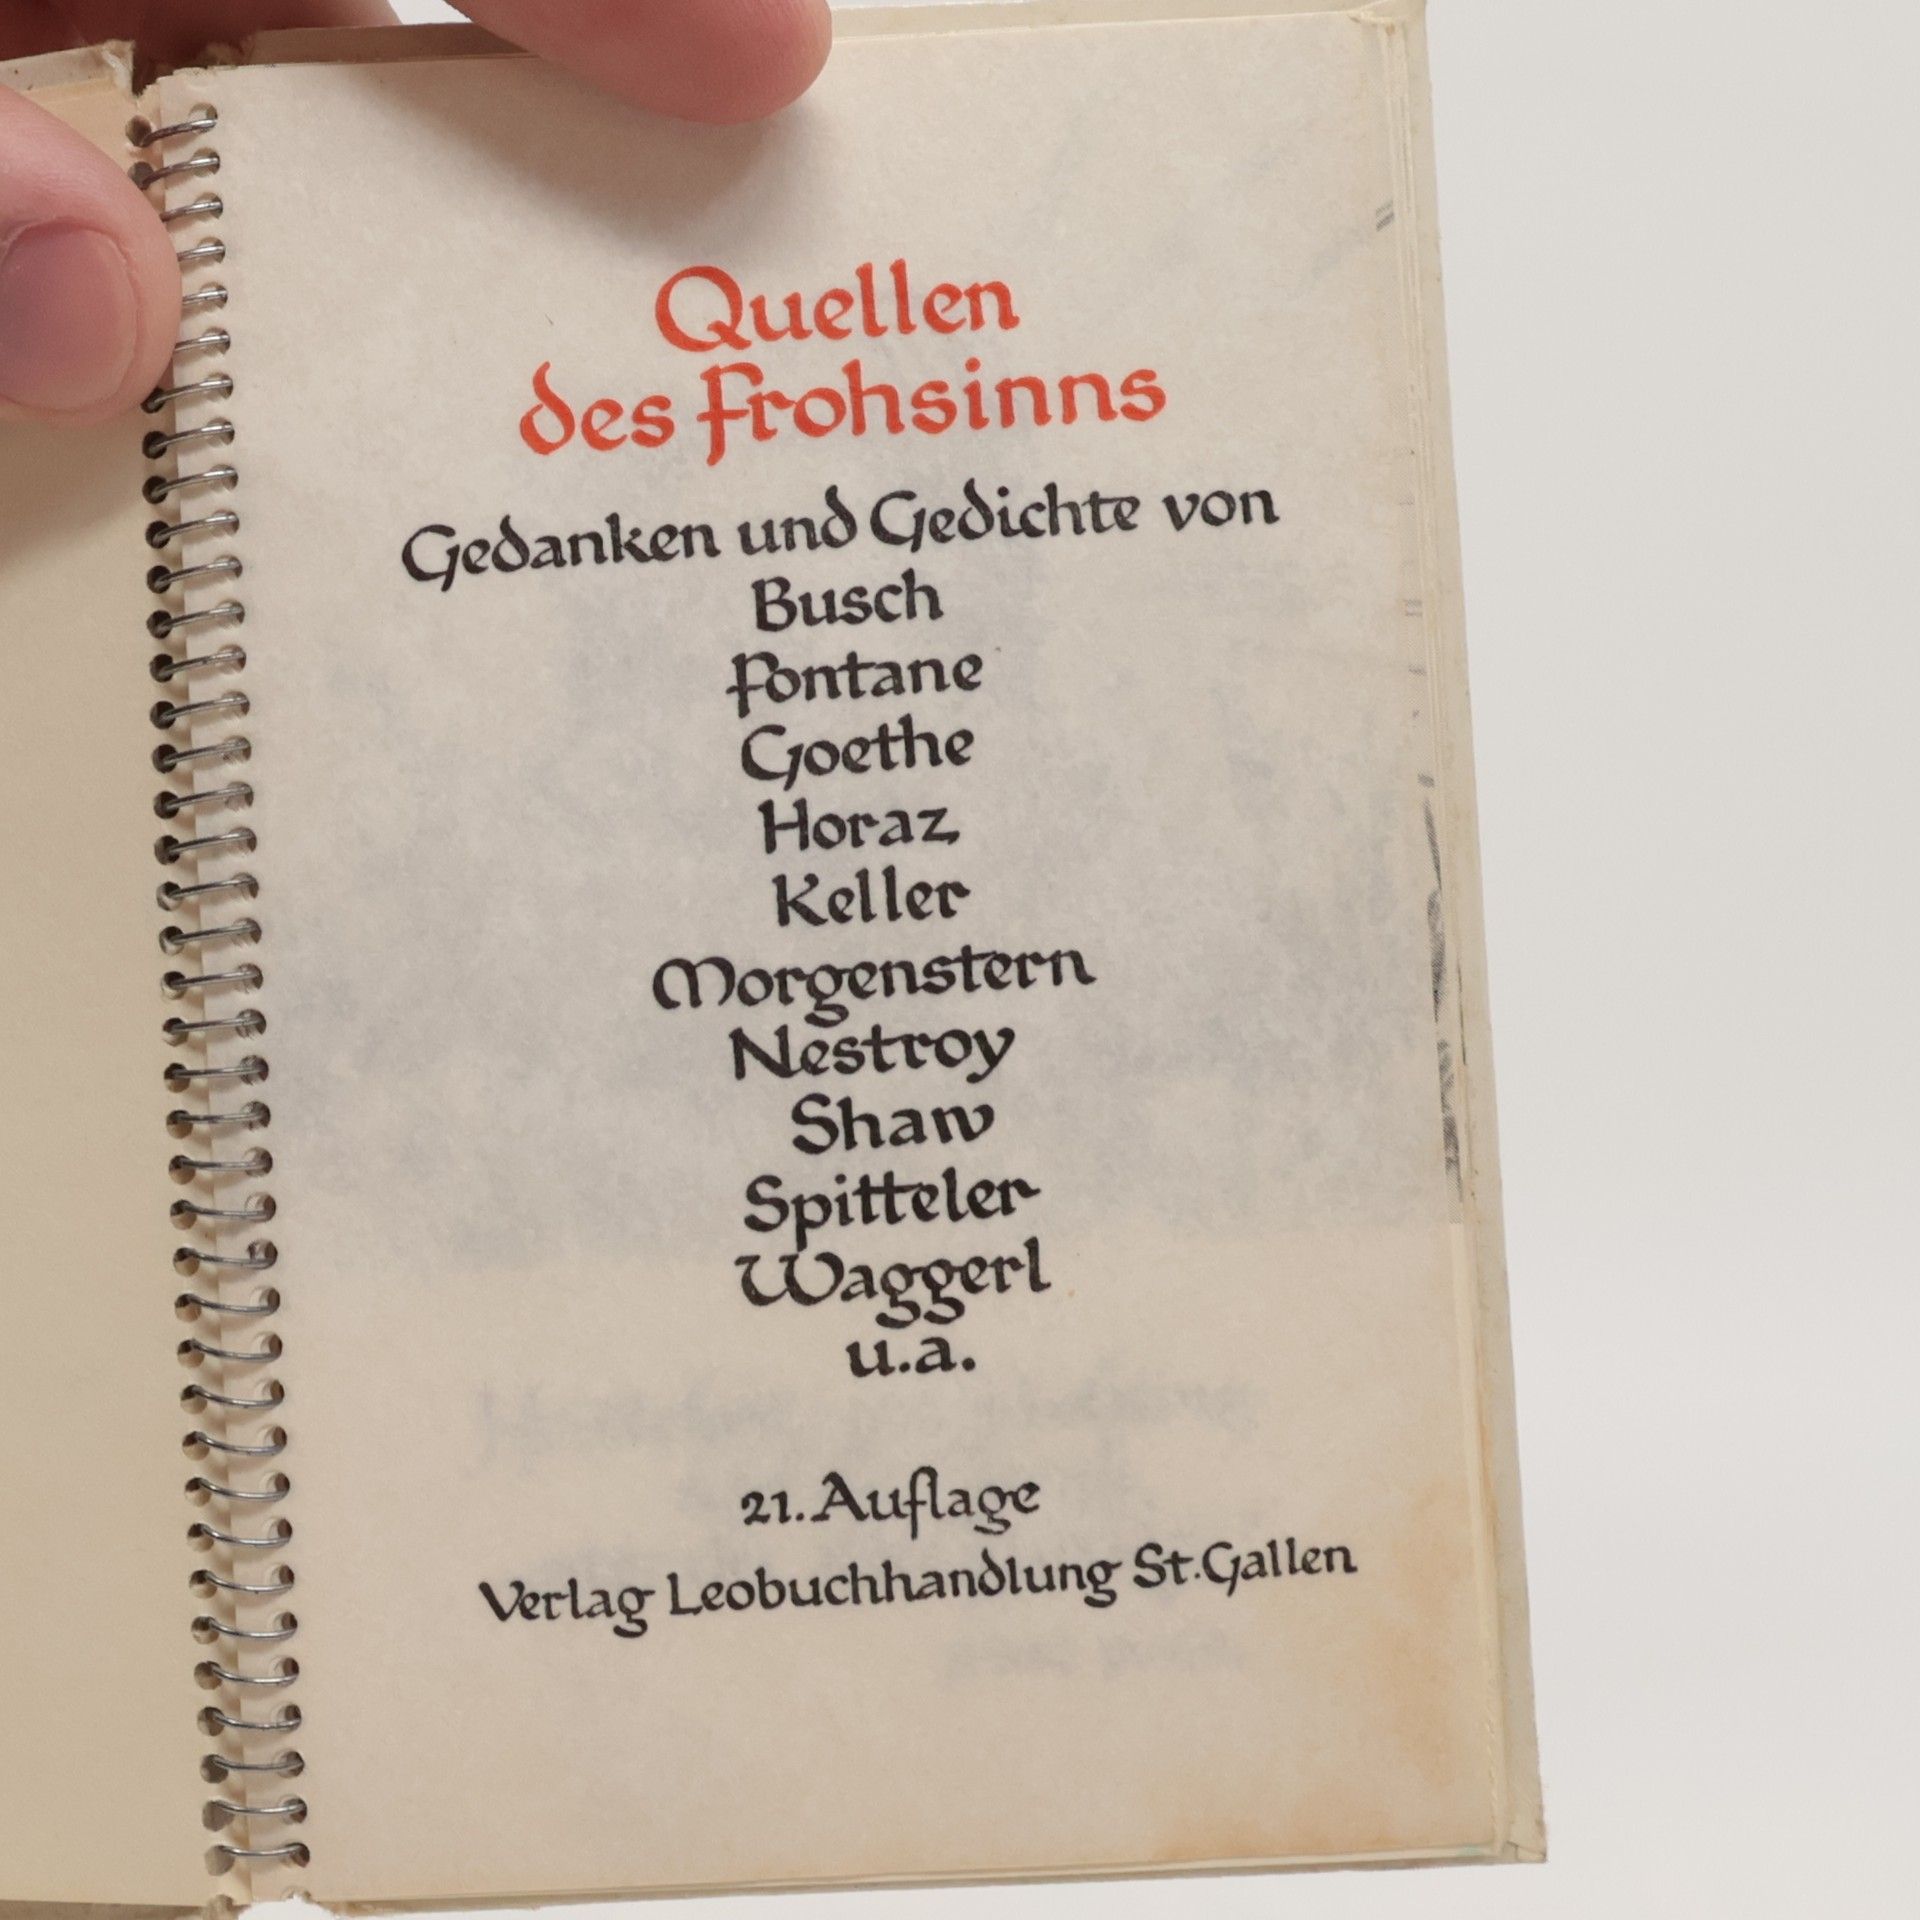 Quellen
des Frohsinns
Gedanken und Gedichte von
Busch
Fontane
Goethe
Horaz
Keller
Morgenstern
Nestroy
Shaw
Spitteler
Waggerl
u.a.
21. Auflage
Verlag Leobuchhandlung St. Gallen